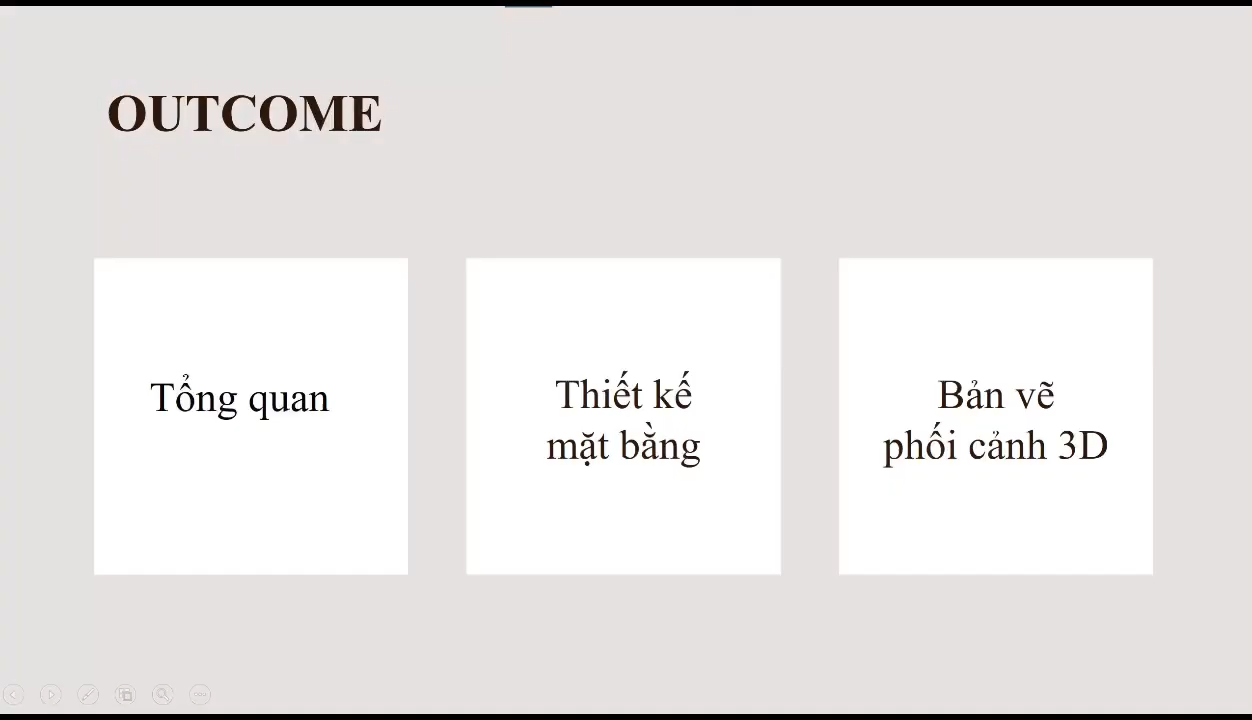 OUTCOME
Tổng quan
Thiết kế
mặt bằng
Bản vẽ
phối cảnh 3D